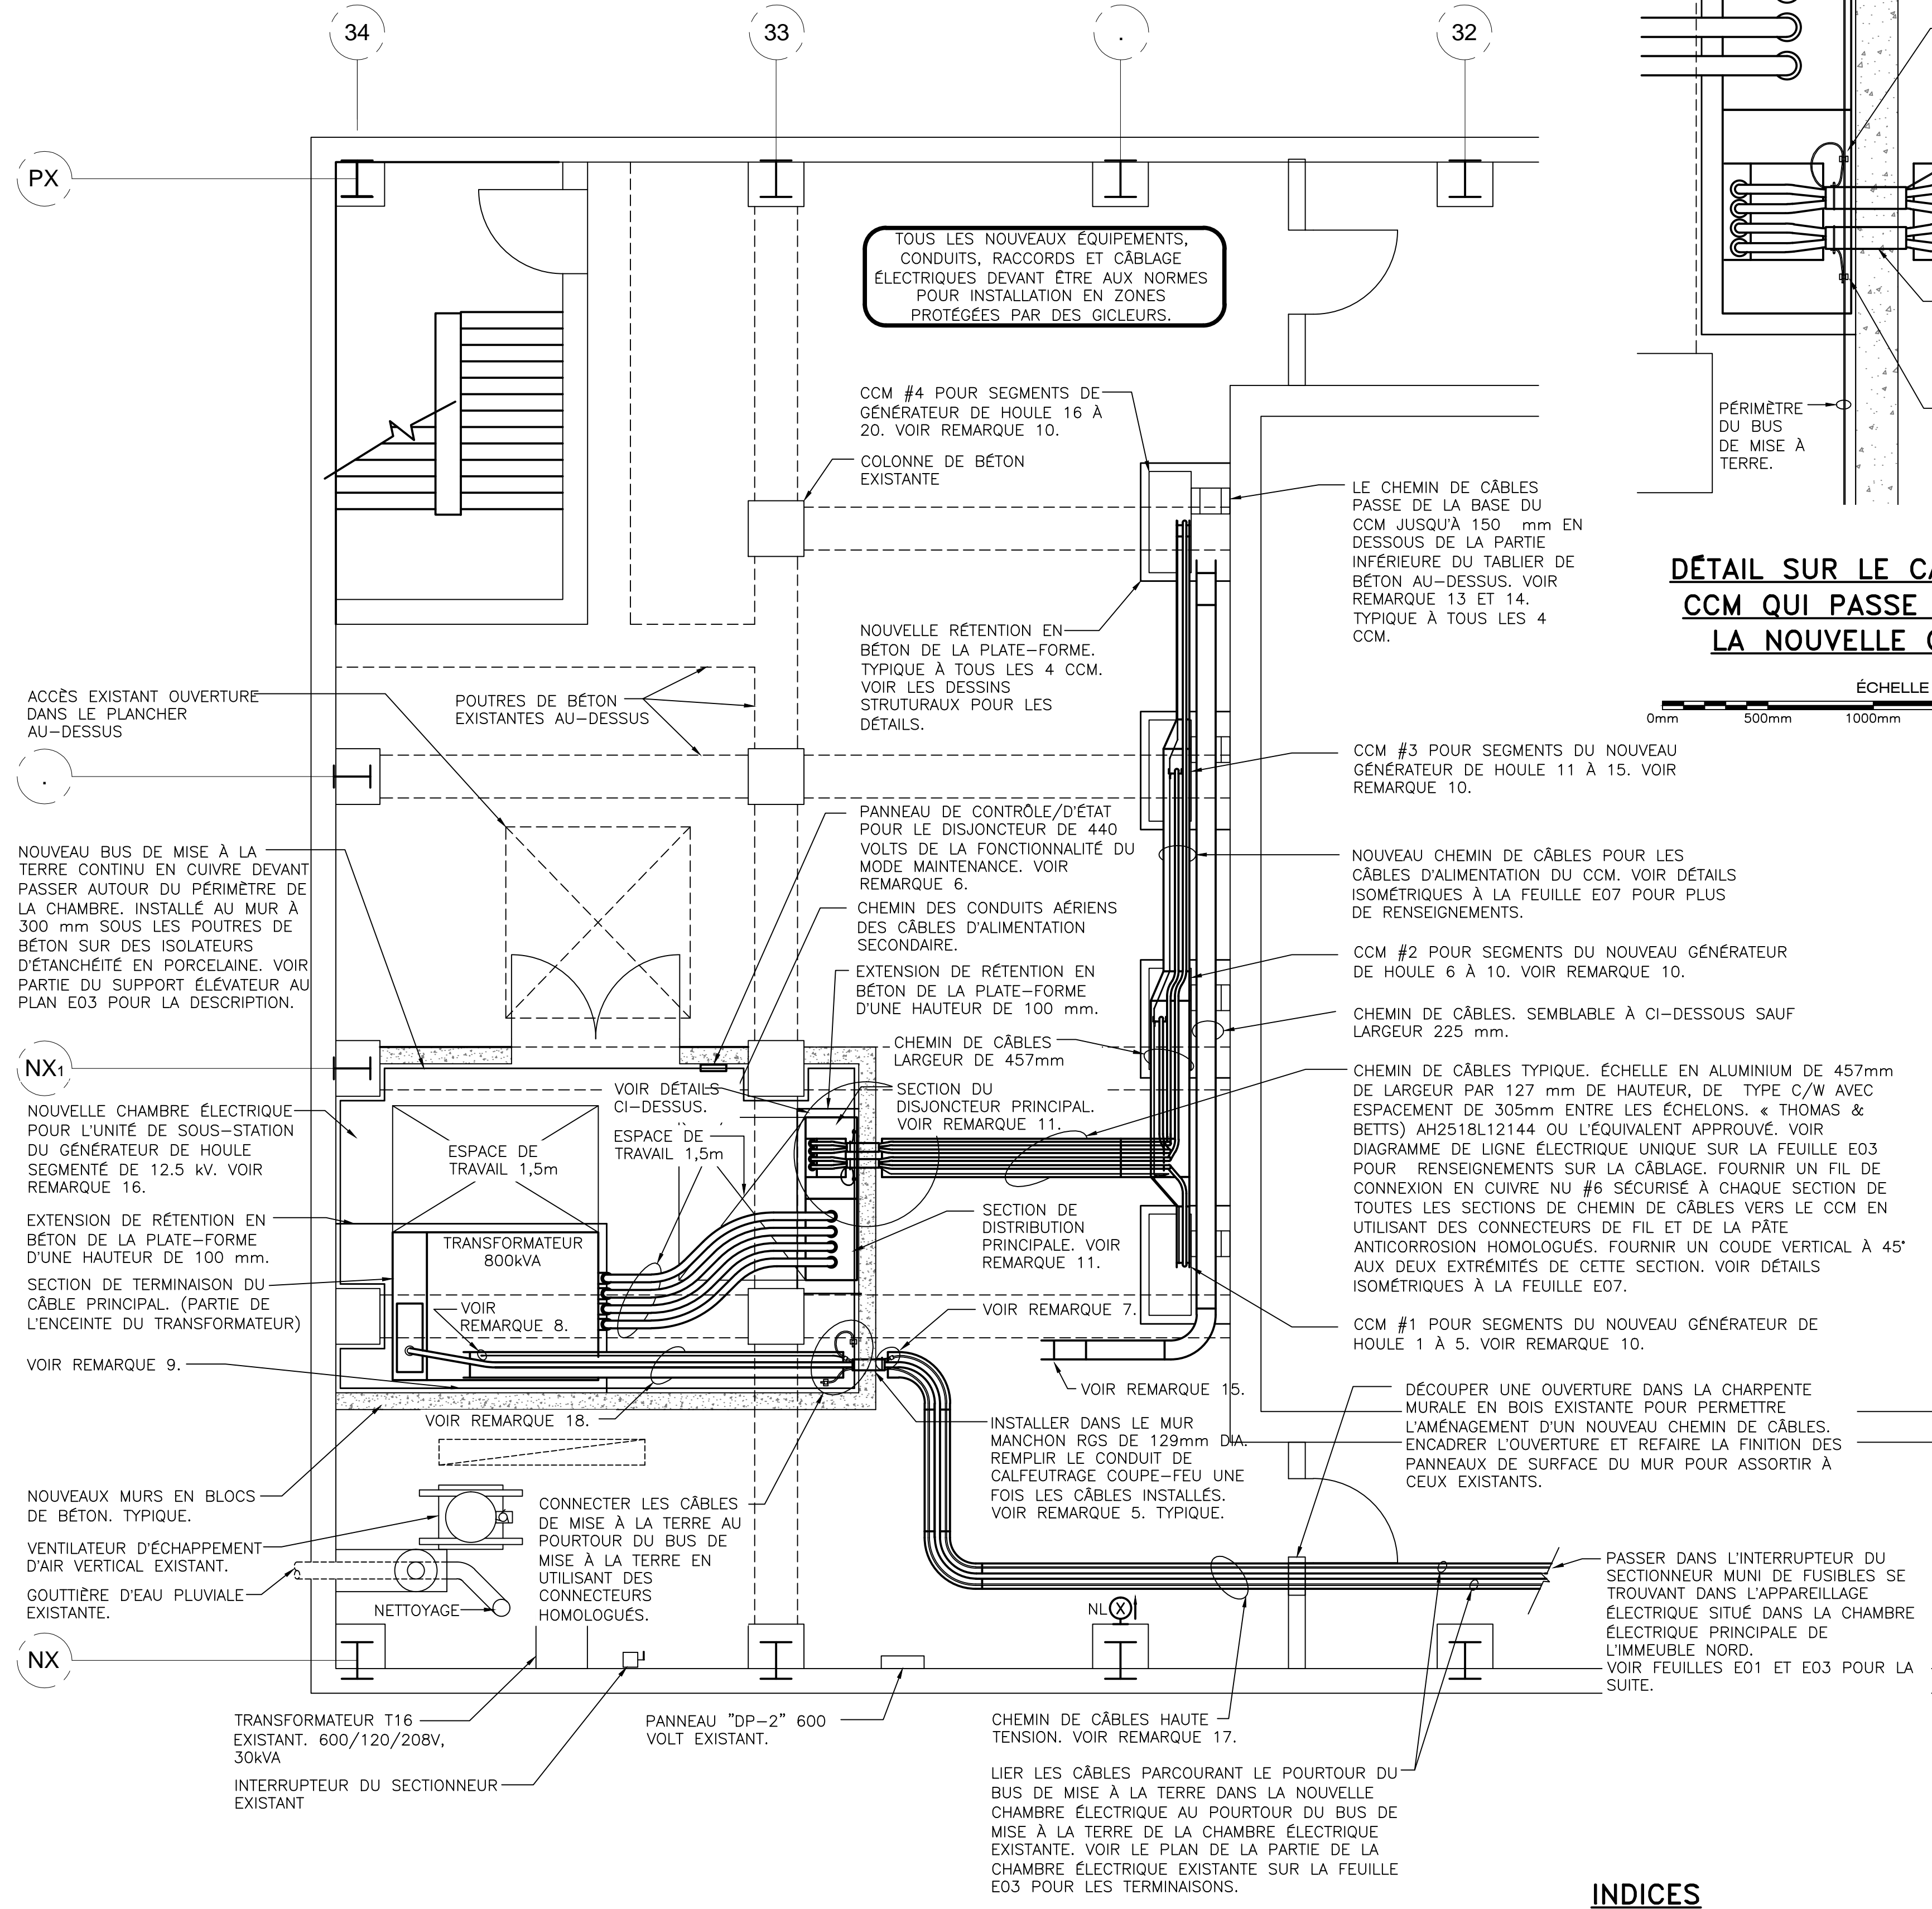 34
33
.
32
PX
TOUS LES NOUVEAUX ÉQUIPEMENTS,
CONDUITS, RACCORDS ET CÂBLAGE
ÉLECTRIQUES DEVANT ÊTRE AUX NORMES
POUR INSTALLATION EN ZONES
PROTÉGÉES PAR DES GICLEURS.
CCM #4 POUR SEGMENTS DE
GÉNÉRATEUR DE HOULE 16 À
20. VOIR REMARQUE 10.
COLONNE DE BÉTON
EXISTANTE
PÉRIMÈTRE
DU BUS
DE MISE À
TERRE.
LE CHEMIN DE CÂBLES
PASSE DE LA BASE DU
CCM JUSQU'À 150 mm EN
DESSOUS DE LA PARTIE
INFÉRIEURE DU TABLIER DE
BÉTON AU-DESSUS. VOIR
REMARQUE 13 ET 14.
TYPIQUE À TOUS LES 4
CCM.
DÉTAIL SUR LE CA
CCM QUI PASSE
LA NOUVELLE
ÉCHELLE
0mm 500mm 1000mm
NOUVELLE RÉTENTION EN
BÉTON DE LA PLATE-FORME.
TYPIQUE À TOUS LES 4 CCM.
VOIR LES DESSINS
STRUTURAUX POUR LES
DÉTAILS.
ACCÈS EXISTANT OUVERTURE
DANS LE PLANCHER
AU-DESSUS
POUTRES DE BÉTON
EXISTANTES AU-DESSUS
.
CCM #3 POUR SEGMENTS DU NOUVEAU
GÉNÉRATEUR DE HOULE 11 À 15. VOIR
REMARQUE 10.
PANNEAU DE CONTRÔLE/D'ÉTAT
POUR LE DISJONCTEUR DE 440
VOLTS DE LA FONCTIONNALITÉ DU
MODE MAINTENANCE. VOIR
REMARQUE 6.
NOUVEAU BUS DE MISE À LA
TERRE CONTINU EN CUIVRE DEVANT
PASSER AUTOUR DU PÉRIMÈTRE DE
LA CHAMBRE. INSTALLÉ AU MUR À
300 mm SOUS LES POUTRES DE
BÉTON SUR DES ISOLATEURS
D'ÉTANCHÉITÉ EN PORCELAINE. VOIR
PARTIE DU SUPPORT ÉLÉVATEUR AU
PLAN E03 POUR LA DESCRIPTION.
NOUVEAU CHEMIN DE CÂBLES POUR LES
CÂBLES D'ALIMENTATION DU CCM. VOIR DÉTAILS
ISOMÉTRIQUES À LA FEUILLE E07 POUR PLUS
DE RENSEIGNEMENTS.
CHEMIN DES CONDUITS AÉRIENS
DES CÂBLES D'ALIMENTATION
SECONDAIRE.
CCM #2 POUR SEGMENTS DU NOUVEAU GÉNÉRATEUR
DE HOULE 6 À 10. VOIR REMARQUE 10.
EXTENSION DE RÉTENTION EN
BÉTON DE LA PLATE-FORME
D'UNE HAUTEUR DE 100 mm.
CHEMIN DE CÂBLES. SEMBLABLE À CI-DESSOUS SAUF
LARGEUR 225 mm.
CHEMIN DE CÂBLES
LARGEUR DE 457mm
NX1
VOIR DÉTAILS
CI-DESSUS.
SECTION DU
DISJONCTEUR PRINCIPAL.
VOIR REMARQUE 11.
CHEMIN DE CÂBLES TYPIQUE. ÉCHELLE EN ALUMINIUM DE 457mm
DE LARGEUR PAR 127 mm DE HAUTEUR, DE TYPE C/W AVEC
ESPACEMENT DE 305mm ENTRE LES ÉCHELONS. « THOMAS &
BETTS) AH2518L12144 OU L'ÉQUIVALENT APPROUVÉ. VOIR
DIAGRAMME DE LIGNE ÉLECTRIQUE UNIQUE SUR LA FEUILLE E03
POUR RENSEIGNEMENTS SUR LA CÂBLAGE. FOURNIR UN FIL DE
CONNEXION EN CUIVRE NU #6 SÉCURISÉ À CHAQUE SECTION DE
TOUTES LES SECTIONS DE CHEMIN DE CÂBLES VERS LE CCM EN
UTILISANT DES CONNECTEURS DE FIL ET DE LA PÂTE
ANTICORROSION HOMOLOGUÉS. FOURNIR UN COUDE VERTICAL À 45°
AUX DEUX EXTRÉMITÉS DE CETTE SECTION. VOIR DÉTAILS
ISOMÉTRIQUES À LA FEUILLE E07.
NOUVELLE CHAMBRE ÉLECTRIQUE
POUR L'UNITÉ DE SOUS-STATION
DU GÉNÉRATEUR DE HOULE
SEGMENTÉ DE 12.5 kV. VOIR
REMARQUE 16.
ESPACE DE
TRAVAIL 1,5m
ESPACE DE
TRAVAIL 1,5m
EXTENSION DE RÉTENTION EN
BÉTON DE LA PLATE-FORME
D'UNE HAUTEUR DE 100 mm.
TRANSFORMATEUR
800kVA
SECTION DE
DISTRIBUTION
PRINCIPALE. VOIR
REMARQUE 11.
SECTION DE TERMINAISON DU
CÂBLE PRINCIPAL. (PARTIE DE
L'ENCEINTE DU TRANSFORMATEUR)
VOIR
REMARQUE 8.
VOIR REMARQUE 7.
CCM #1 POUR SEGMENTS DU NOUVEAU GÉNÉRATEUR DE
HOULE 1 À 5. VOIR REMARQUE 10.
VOIR REMARQUE 9.
VOIR REMARQUE 15.
VOIR REMARQUE 18.
DÉCOUPER UNE OUVERTURE DANS LA CHARPENTE
MURALE EN BOIS EXISTANTE POUR PERMETTRE
L'AMÉNAGEMENT D'UN NOUVEAU CHEMIN DE CÂBLES.
ENCADRER L'OUVERTURE ET REFAIRE LA FINITION DES
PANNEAUX DE SURFACE DU MUR POUR ASSORTIR À
CEUX EXISTANTS.
INSTALLER DANS LE MUR
MANCHON RGS DE 129mm DIA.
REMPLIR LE CONDUIT DE
CALFEUTRAGE COUPE-FEU UNE
FOIS LES CÂBLES INSTALLÉS.
VOIR REMARQUE 5. TYPIQUE.
NOUVEAUX MURS EN BLOCS
DE BÉTON. TYPIQUE.
CONNECTER LES CÂBLES
DE MISE À LA TERRE AU
POURTOUR DU BUS DE
MISE À LA TERRE EN
UTILISANT DES
CONNECTEURS
HOMOLOGUÉS.
VENTILATEUR D'ÉCHAPPEMENT
D'AIR VERTICAL EXISTANT.
GOUTTIÈRE D'EAU PLUVIALE
EXISTANTE.
NETTOYAGE
PASSER DANS L'INTERRUPTEUR DU
SECTIONNEUR MUNI DE FUSIBLES SE
TROUVANT DANS L'APPAREILLAGE
ÉLECTRIQUE SITUÉ DANS LA CHAMBRE
ÉLECTRIQUE PRINCIPALE DE
L'IMMEUBLE NORD.
VOIR FEUILLES E01 ET E03 POUR LA
SUITE.
NL X
NX
TRANSFORMATEUR T16
EXISTANT. 600/120/208V,
30kVA
PANNEAU "DP-2" 600
VOLT EXISTANT.
CHEMIN DE CÂBLES HAUTE
TENSION. VOIR REMARQUE 17.
INTERRUPTEUR DU SECTIONNEUR
EXISTANT
LIER LES CÂBLES PARCOURANT LE POURTOUR DU
BUS DE MISE À LA TERRE DANS LA NOUVELLE
CHAMBRE ÉLECTRIQUE AU POURTOUR DU BUS DE
MISE À LA TERRE DE LA CHAMBRE ÉLECTRIQUE
EXISTANTE. VOIR LE PLAN DE LA PARTIE DE LA
CHAMBRE ÉLECTRIQUE EXISTANTE SUR LA FEUILLE
E03 POUR LES TERMINAISONS.
INDICES